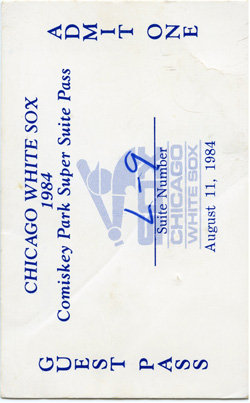 ADMIT ONE
CHICAGO WHITE SOX
1984
Comiskey Park Super Suite Pass
L-9
Suite Number
CHICAGO
WHITE SOX
August 11, 1984
GUEST PASS